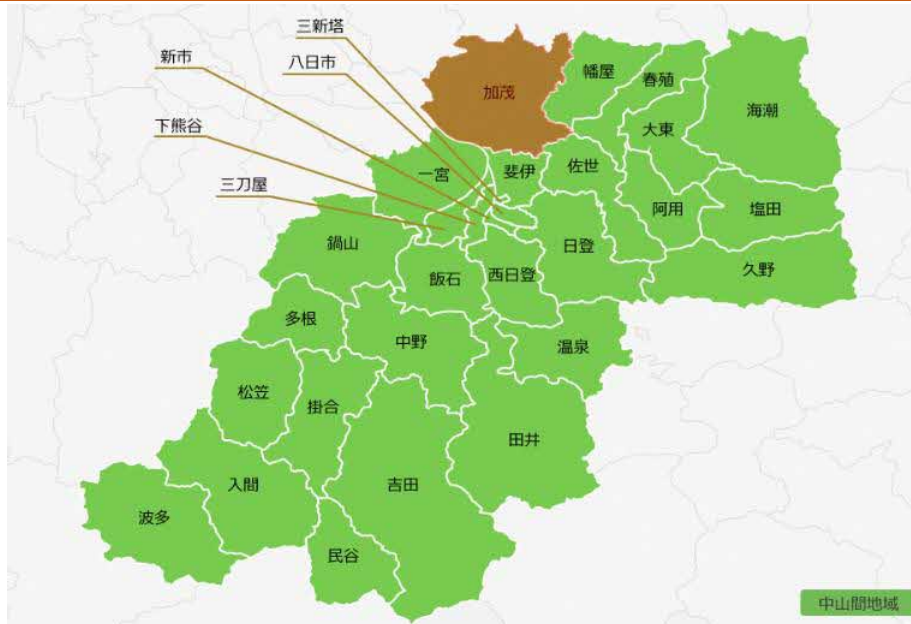 三新塔
新市
八日市
加茂
幡屋
春殖
海潮
下熊谷
大東
一宮
斐伊
佐世
三刀屋
阿用
塩田
鍋山
日登
久野
飯石
西日登
多根
中野
温泉
松笠
掛合
田井
入間
吉田
波多
民谷
中山間地域